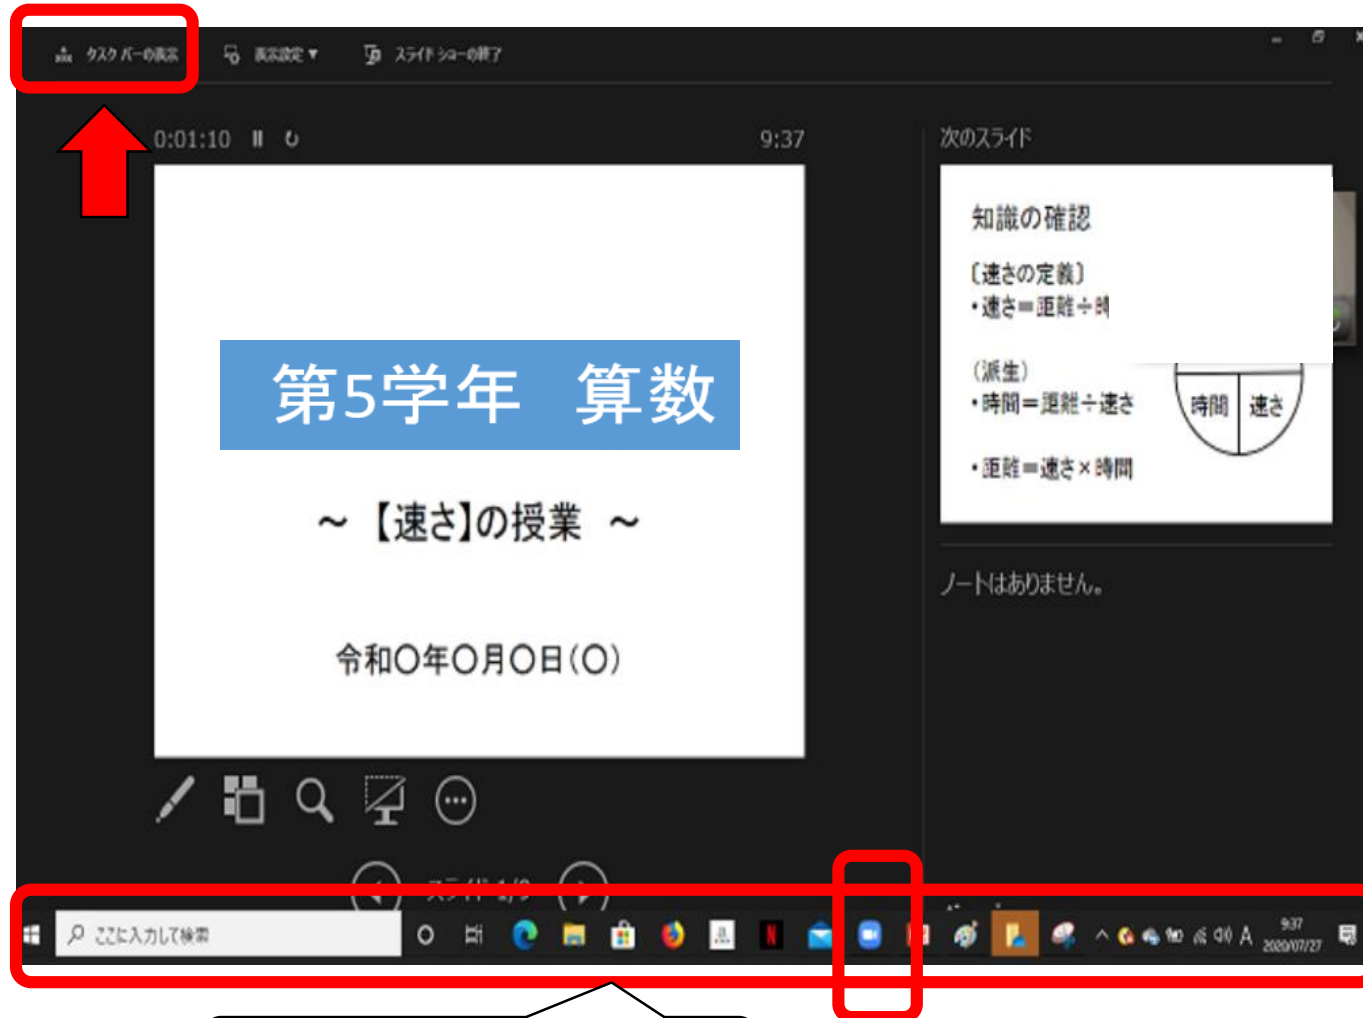 タスク バーの表示 表示設定 ▼ スライド ショーの終了
0:01:10 9:37
次のスライド
第5学年 算数
～【速さ】の授業 ～
令和〇年〇月〇日(〇)
知識の確認
〔速さの定義〕
・速さ＝距離÷時
(派生)
・時間＝距離÷速さ
・距離＝速さ×時間
時間 速さ
ノートはありません。
ここに入力して検索
A
9:37
2020/07/27